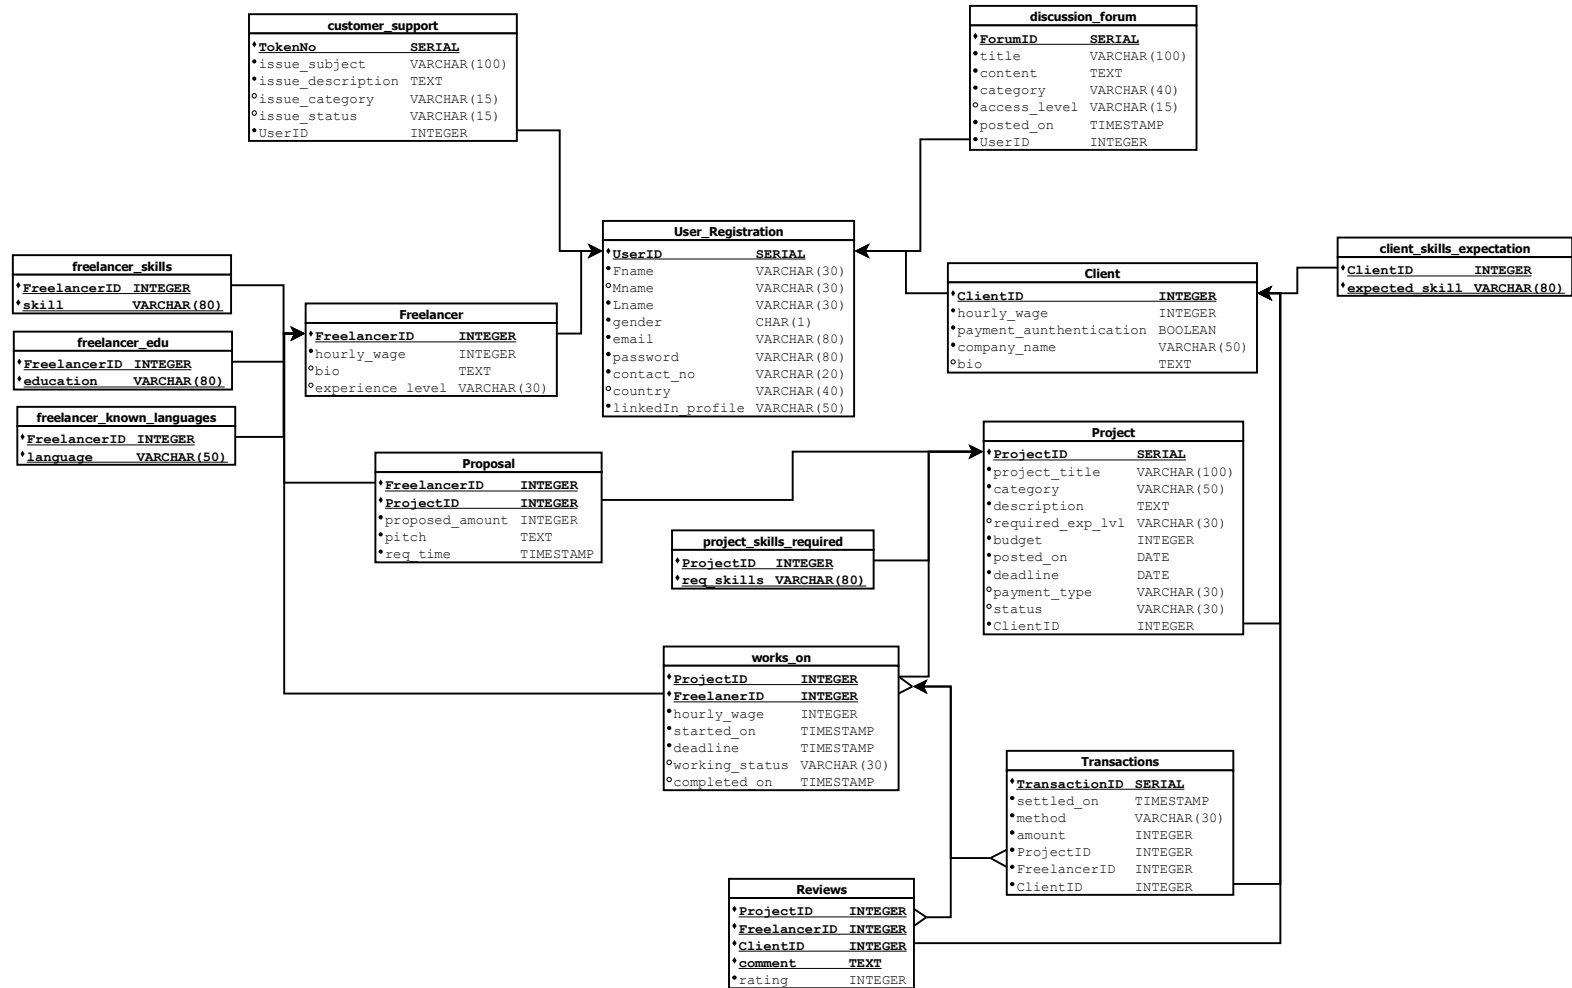 customer_support
TokenNo SERIAL
issue_subject VARCHAR(100)
issue_description TEXT
issue_category VARCHAR(15)
issue_status VARCHAR(15)
UserID INTEGER
discussion_forum
ForumID SERIAL
title VARCHAR(100)
content TEXT
category VARCHAR(40)
access_level VARCHAR(15)
posted_on TIMESTAMP
UserID INTEGER
User_Registration
UserID SERIAL
Fname VARCHAR(30)
Mname VARCHAR(30)
Lname VARCHAR(30)
gender CHAR(1)
email VARCHAR(80)
password VARCHAR(80)
contact_no VARCHAR(20)
country VARCHAR(40)
linkedIn_profile VARCHAR(50)
freelancer_skills
FreelancerID INTEGER
skill VARCHAR(80)
freelancer_edu
FreelancerID INTEGER
education VARCHAR(80)
freelancer_known_languages
FreelancerID INTEGER
language VARCHAR(50)
Freelancer
FreelancerID INTEGER
hourly_wage INTEGER
bio TEXT
experience_level VARCHAR(30)
Client
ClientID INTEGER
hourly_wage INTEGER
payment_aunthentication BOOLEAN
company_name VARCHAR(50)
bio TEXT
client_skills_expectation
ClientID INTEGER
expected_skill VARCHAR(80)
Proposal
FreelancerID INTEGER
ProjectID INTEGER
proposed_amount INTEGER
pitch TEXT
req_time TIMESTAMP
project_skills_required
ProjectID INTEGER
req_skills VARCHAR(80)
Project
ProjectID SERIAL
project_title VARCHAR(100)
category VARCHAR(50)
description TEXT
required_exp_lvl VARCHAR(30)
budget INTEGER
posted_on DATE
deadline DATE
payment_type VARCHAR(30)
status VARCHAR(30)
ClientID INTEGER
works_on
ProjectID INTEGER
FreelanerID INTEGER
hourly_wage INTEGER
started_on TIMESTAMP
deadline TIMESTAMP
working_status VARCHAR(30)
completed_on TIMESTAMP
Transactions
TransactionID SERIAL
settled_on TIMESTAMP
method VARCHAR(30)
amount INTEGER
ProjectID INTEGER
FreelancerID INTEGER
ClientID INTEGER
Reviews
ProjectID INTEGER
FreelancerID INTEGER
ClientID INTEGER
comment TEXT
rating INTEGER